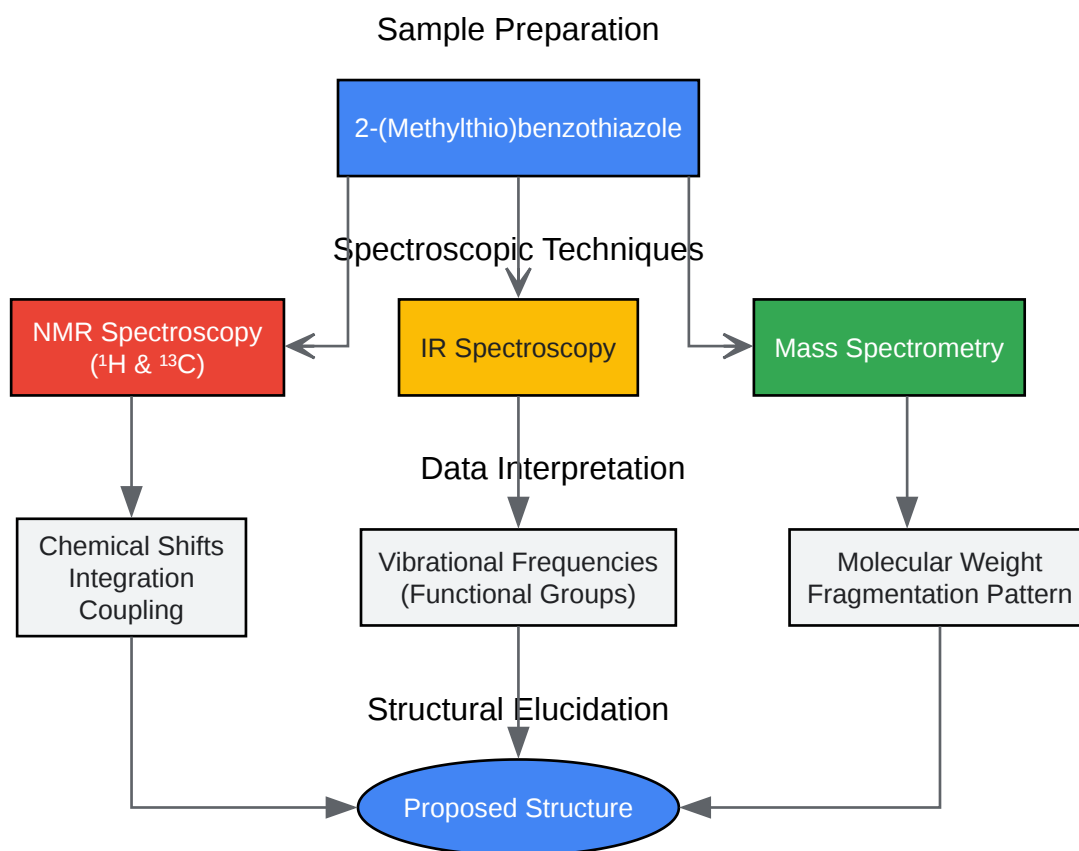 Sample Preparation
2-(Methylthio)benzothiazole
Spectroscopic Techniques
NMR Spectroscopy
(¹H & ¹³C)
IR Spectroscopy
Mass Spectrometry
Data Interpretation
Chemical Shifts
Integration
Coupling
Vibrational Frequencies
(Functional Groups)
Molecular Weight
Fragmentation Pattern
Structural Elucidation
Proposed Structure